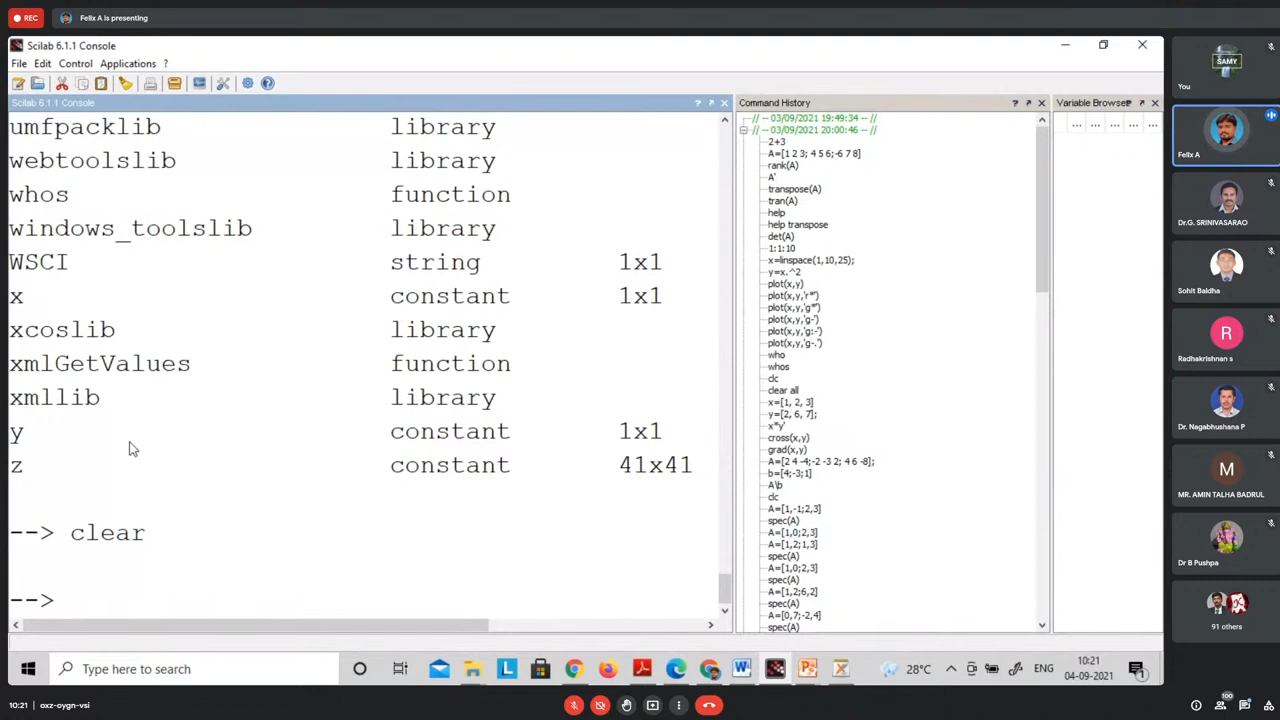 REC
Felix A is presenting
Scilab 6.1.1 Console
File Edit Control Applications ?
Scilab 6.1.1 Console ? Command History ? Variable Browser ?
umfpacklib library
webtoolslib library
whos function
windows_toolslib library
WSCI string 1x1
x constant 1x1
xcoslib library
xmlGetValues function
xmllib library
y constant 1x1
z constant 41x41
--> clear
-->
// -- 03/09/2021 19:49:34 -- //
// -- 03/09/2021 20:00:46 -- //
2+3
A=[1 2 3; 4 5 6;-6 7 8]
rank(A)
A'
transpose(A)
tran(A)
help
help transpose
det(A)
1:1:10
x=linspace(1,10,25);
y=x.^2
plot(x,y)
plot(x,y,'r*')
plot(x,y,'g*')
plot(x,y,'g-')
plot(x,y,'g:-')
plot(x,y,'g-.')
who
whos
clc
clear all
x=[1, 2, 3]
y=[2, 6, 7];
x*y'
cross(x,y)
grad(x,y)
A=[2 4 -4;-2 -3 2; 4 6 -8];
b=[4;-3;1]
A\b
clc
A=[1,-1;2,3]
spec(A)
A=[1,0;2,3]
A=[1,2;1,3]
spec(A)
A=[1,0;2,3]
spec(A)
A=[1,2;6,2]
spec(A)
A=[0,7;-2,4]
spec(A)
... ... ... ... ...
SAMY
You
Felix A
Dr.G. SRINIVASARAO
Sohit Baldha
R
Radhakrishnan s
Dr. Nagabhushana P
M
MR. AMIN TALHA BADRUL
Dr B Pushpa
91 others
Type here to search
L
W
28°C
ENG
10:21
04-09-2021
1
10:21 oxz-oygn-vsi
100